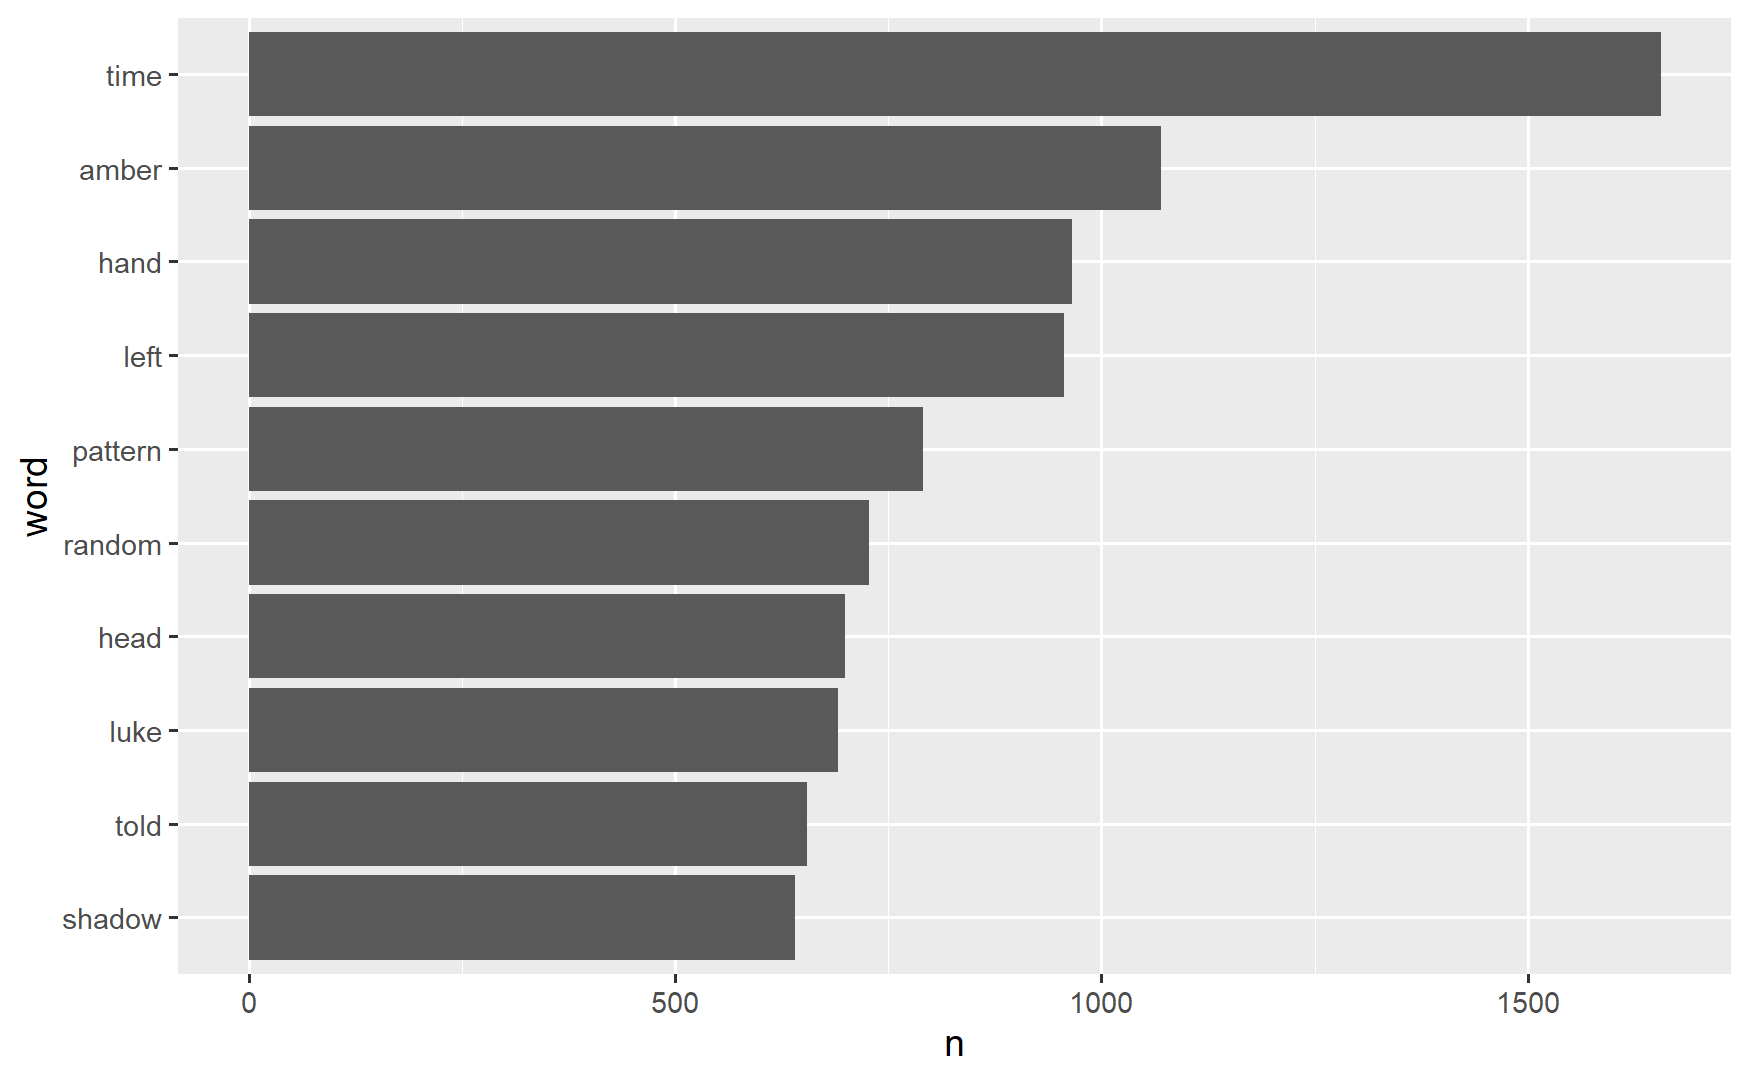 time
amber
hand
left
pattern
random
head
luke
told
shadow
word
0 500 1000 1500
n